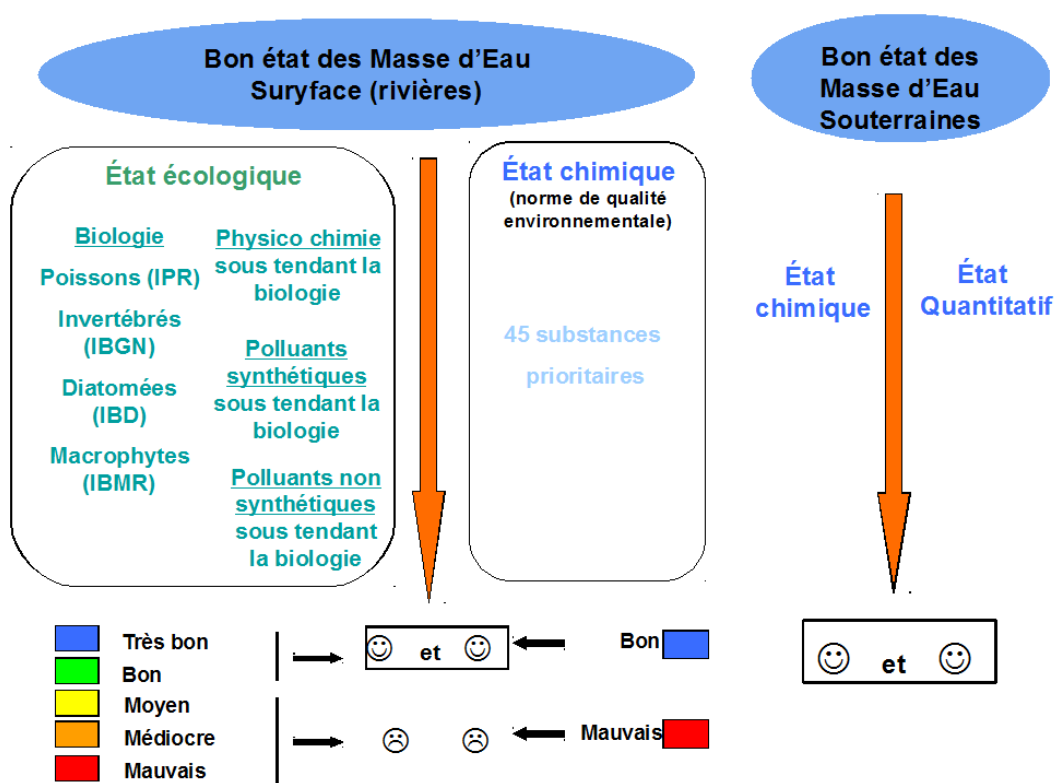 Bon état des Masse d'Eau
Suryface (rivières)
État écologique
Biologie
Poissons (IPR)
Invertébrés
(IBGN)
Diatomées
(IBD)
Macrophytes
(IBMR)
Physico chimie
sous tendant la
biologie
Polluants
synthétiques
sous tendant la
biologie
Polluants non
synthétiques
sous tendant
la biologie
État chimique
(norme de qualité
environnementale)
45 substances
prioritaires
Très bon
Bon
Moyen
Médiocre
Mauvais
et
Bon
Mauvais
Bon état des
Masse d'Eau
Souterraines
État
chimique
État
Quantitatif
et